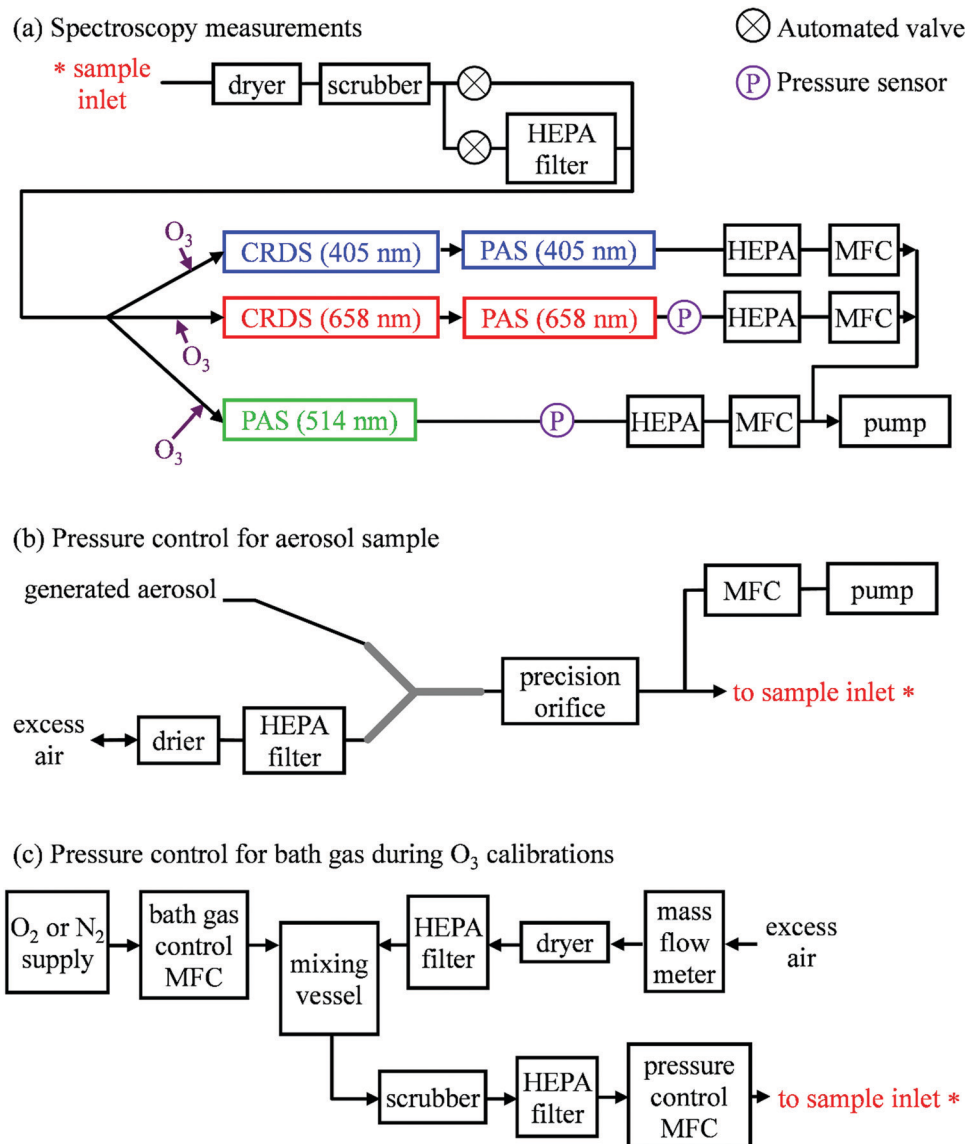 (a) Spectroscopy measurements
Automated valve
P Pressure sensor
* sample
inlet
dryer
scrubber
HEPA
filter
O3
CRDS (405 nm)
PAS (405 nm)
HEPA
MFC
CRDS (658 nm)
PAS (658 nm)
P
HEPA
MFC
O3
O3
PAS (514 nm)
P
HEPA
MFC
pump
(b) Pressure control for aerosol sample
generated aerosol
MFC
pump
precision
orifice
to sample inlet *
excess
air
drier
HEPA
filter
(c) Pressure control for bath gas during O3 calibrations
O2 or N2
supply
bath gas
control
MFC
mixing
vessel
HEPA
filter
dryer
mass
flow
meter
excess
air
scrubber
HEPA
filter
pressure
control
MFC
to sample inlet *